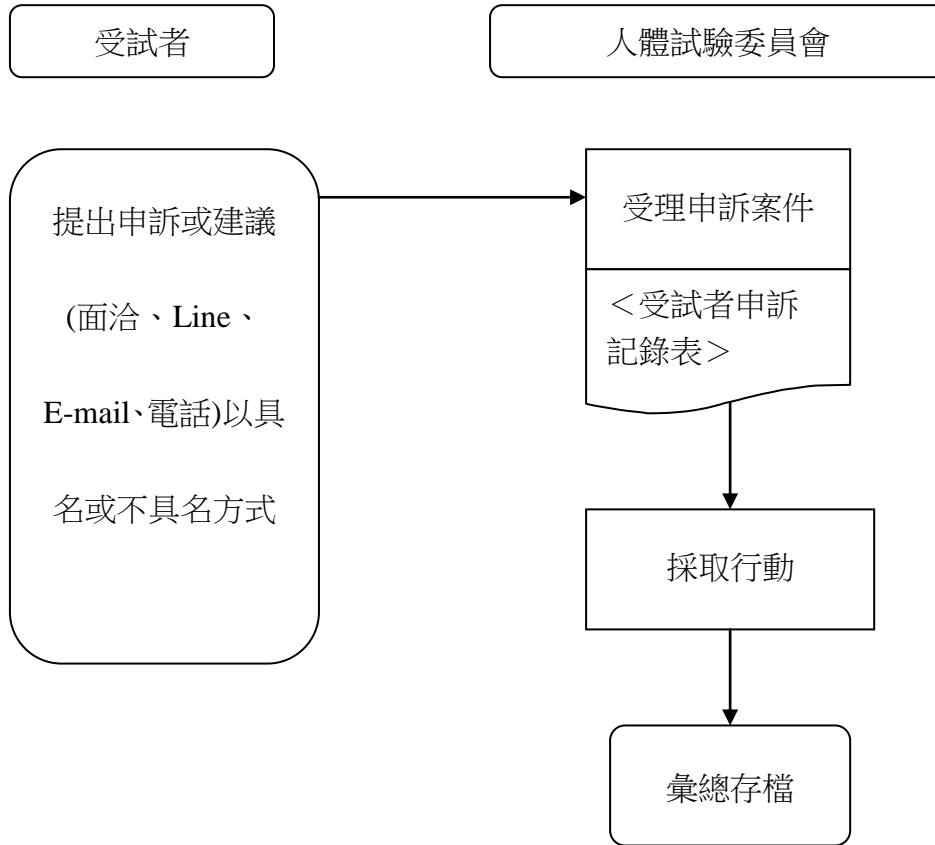 受試者
人體試驗委員會
提出申訴或建議
(面洽、Line、
E-mail、電話)以具
名或不具名方式
受理申訴案件
＜受試者申訴
記錄表＞
採取行動
彙總存檔